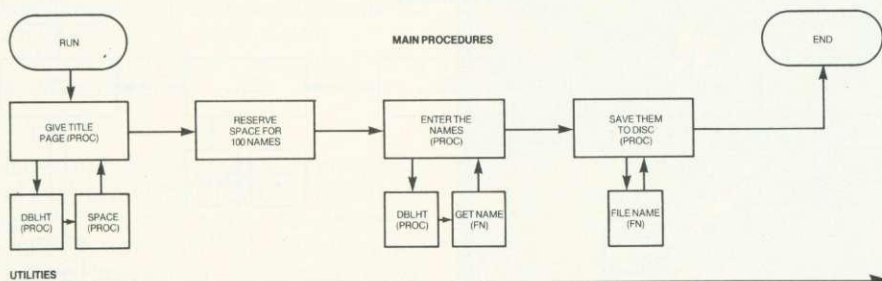 RUN
MAIN PROCEDURES
END
GIVE TITLE
PAGE (PROC)
RESERVE
SPACE FOR
100 NAMES
ENTER THE
NAMES
(PROC)
SAVE THEM
TO DISC
(PROC)
DBLHT
(PROC)
SPACE
(PROC)
DBLHT
(PROC)
GET NAME
(FN)
FILE NAME
(FN)
UTILITIES